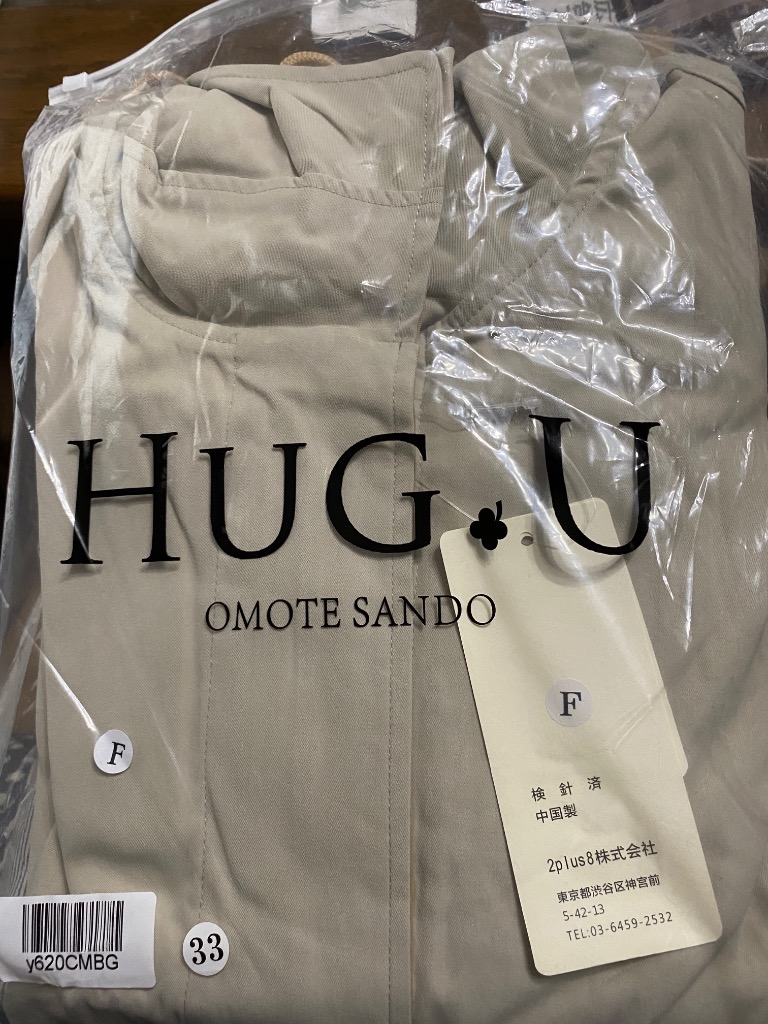 HUG.U
OMOTE SANDO
F
F
検針済
中国製
2plus8株式会社
東京都渋谷区神宮前
5-42-13
TEL:03-6459-2532
y620CMBG
33